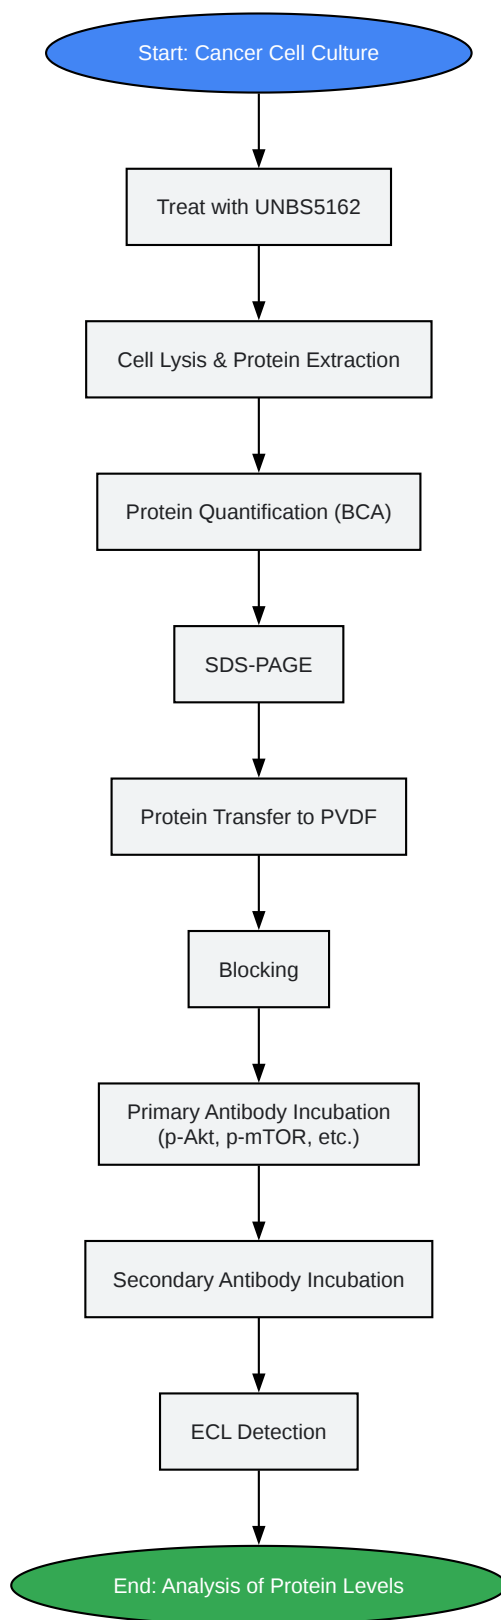 Start: Cancer Cell Culture
Treat with UNBS5162
Cell Lysis & Protein Extraction
Protein Quantification (BCA)
SDS-PAGE
Protein Transfer to PVDF
Blocking
Primary Antibody Incubation
(p-Akt, p-mTOR, etc.)
Secondary Antibody Incubation
ECL Detection
End: Analysis of Protein Levels